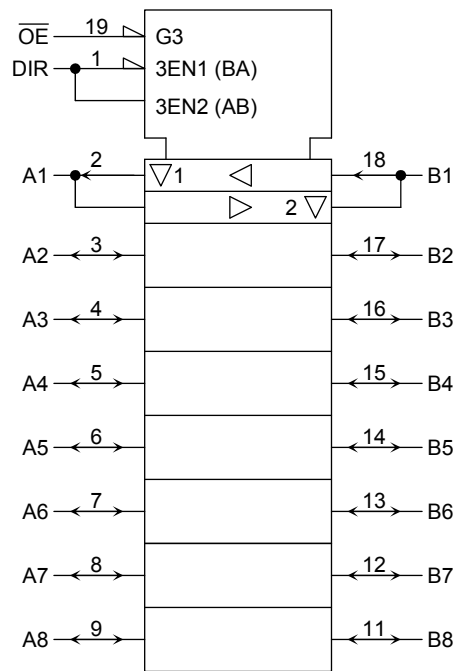 O̅E̅ 19 G3
DIR 1 3EN1 (BA)
3EN2 (AB)
A1 2 1 18 B1
2
A2 3 17 B2
A3 4 16 B3
A4 5 15 B4
A5 6 14 B5
A6 7 13 B6
A7 8 12 B7
A8 9 11 B8